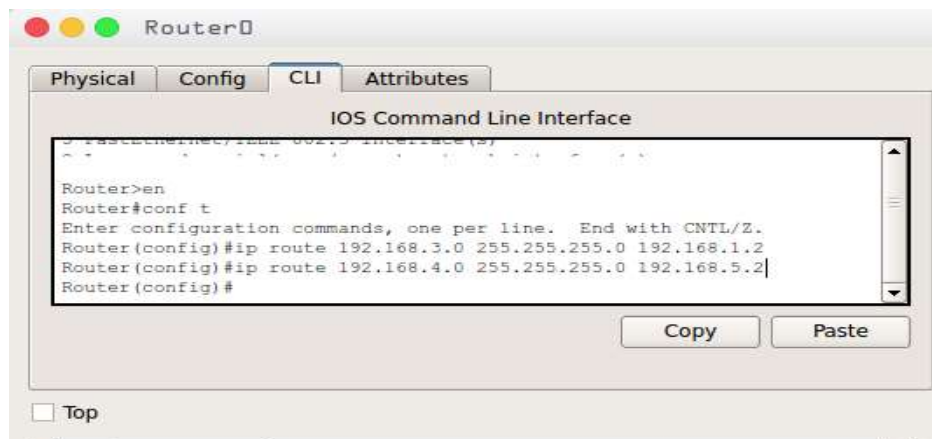 Router0
Physical Config CLI Attributes
IOS Command Line Interface
Router>en
Router#conf t
Enter configuration commands, one per line. End with CNTL/Z.
Router(config)#ip route 192.168.3.0 255.255.255.0 192.168.1.2
Router(config)#ip route 192.168.4.0 255.255.255.0 192.168.5.2
Router(config)#
Copy Paste
Top